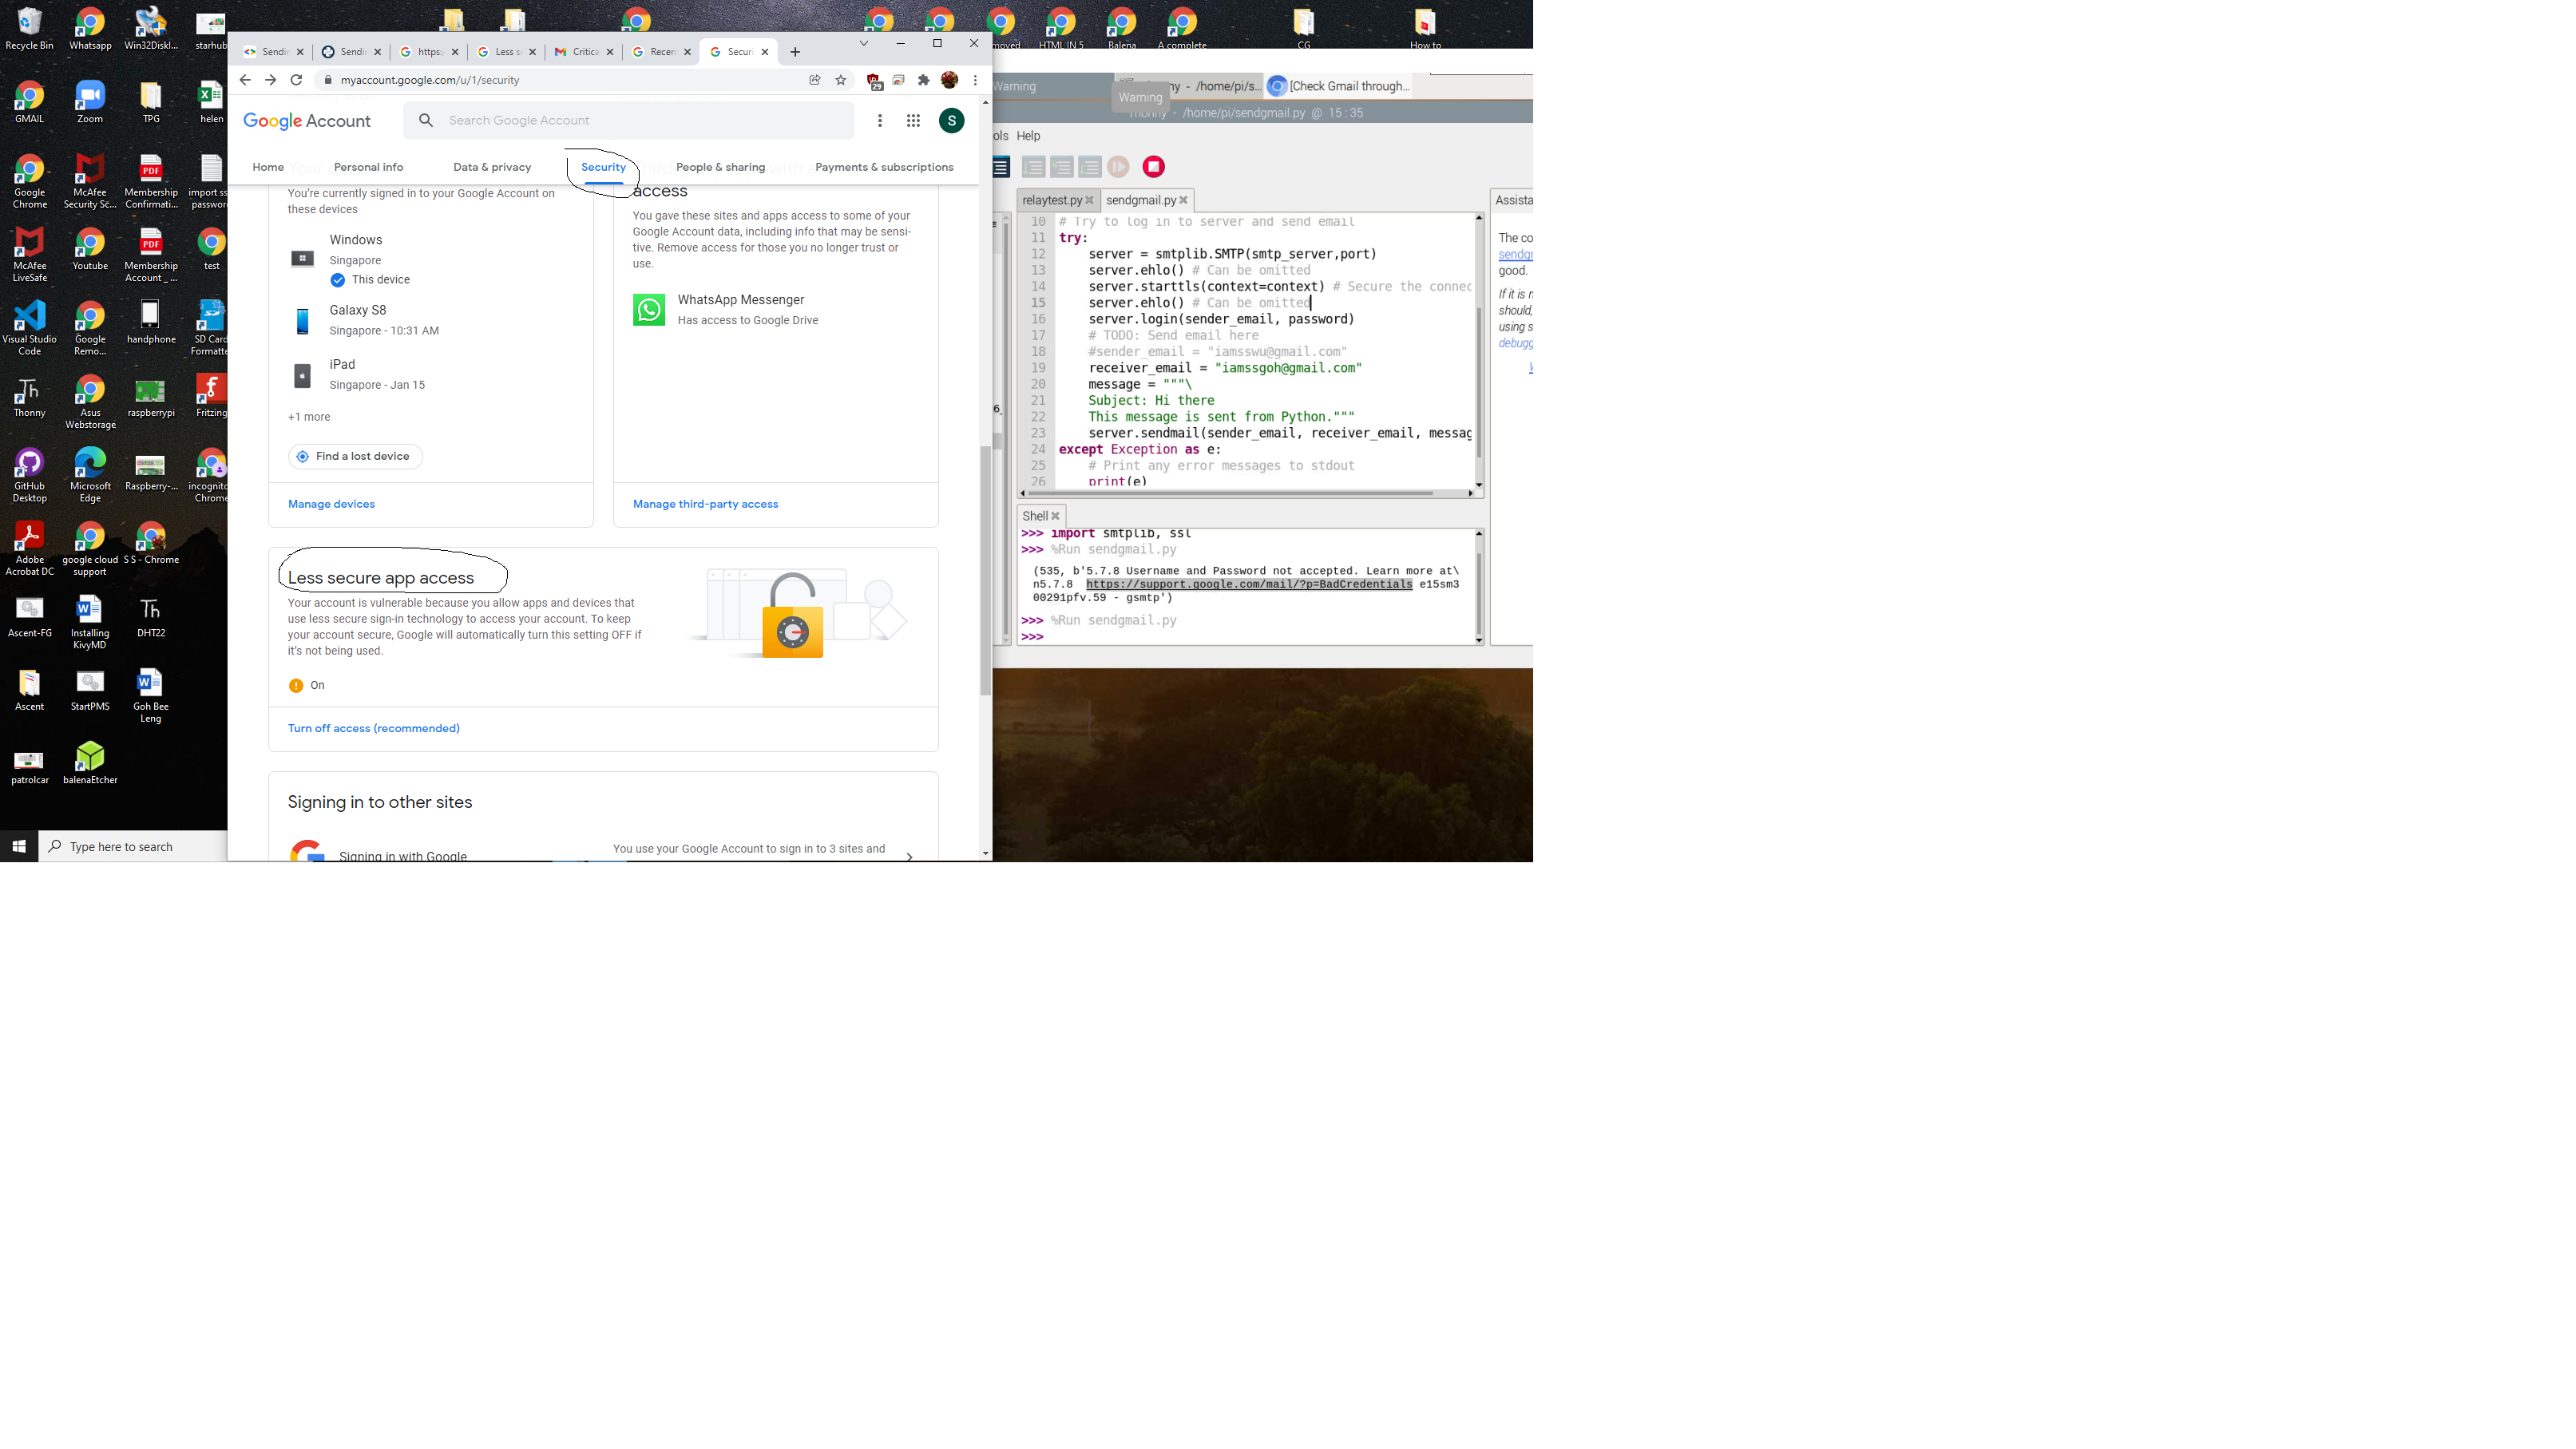 Recycle Bin
Whatsapp
Win32Diskl...
starhub
GMAIL
Zoom
TPG
helen
Google
Chrome
McAfee
Security Sc...
Membership
Confirmati...
import ss
password
McAfee
LiveSafe
Youtube
Membership
Account_...
test
Visual Studio
Code
Google
Remo...
handphone
SD Card
Formatte
Thonny
Asus
Webstorage
raspberrypi
Fritzing
GitHub
Desktop
Microsoft
Edge
Raspberry-...
incognito
Chrome
Adobe
Acrobat DC
google cloud
support
S S - Chrome
Ascent-FG
Installing
KivyMD
DHT22
Ascent
StartPMS
Goh Bee
Leng
patrolcar
balenaEtcher
Type here to search
moved
HTML IN 5
Balena
A complete
CG
How to
Sendin
Sendin
https:
Less s
Critica
Recen
Securi
myaccount.google.com/u/1/security
29
Google Account
Search Google Account
S
Home
Personal info
Data & privacy
Security
People & sharing
Payments & subscriptions
You're currently signed in to your Google Account on
these devices
Windows
Singapore
This device
Galaxy S8
Singapore - 10:31 AM
iPad
Singapore - Jan 15
+1 more
Find a lost device
Manage devices
access
You gave these sites and apps access to some of your
Google Account data, including info that may be sensi-
tive. Remove access for those you no longer trust or
use.
WhatsApp Messenger
Has access to Google Drive
Manage third-party access
Less secure app access
Your account is vulnerable because you allow apps and devices that
use less secure sign-in technology to access your account. To keep
your account secure, Google will automatically turn this setting OFF if
it's not being used.
On
Turn off access (recommended)
Signing in to other sites
Signing in with Google
You use your Google Account to sign in to 3 sites and
Warning
Warning
ny - /home/pi/s...
[Check Gmail through...
honny - /home/pi/sendgmail.py @ 15 : 35
ols Help
relaytest.py
sendgmail.py
10 # Try to log in to server and send email
11 try:
12 server = smtplib.SMTP(smtp_server,port)
13 server.ehlo() # Can be omitted
14 server.starttls(context=context) # Secure the connec
15 server.ehlo() # Can be omitted
16 server.login(sender_email, password)
17 # TODO: Send email here
18 #sender_email = "iamsswu@gmail.com"
19 receiver_email = "iamssgoh@gmail.com"
20 message = """\
21 Subject: Hi there
22 This message is sent from Python."""
23 server.sendmail(sender_email, receiver_email, messag
24 except Exception as e:
25 # Print any error messages to stdout
26 print(e)
Shell
>>> import smtplib, ssl
>>> %Run sendgmail.py
(535, b'5.7.8 Username and Password not accepted. Learn more at\
n5.7.8 https://support.google.com/mail/?p=BadCredentials e15sm3
00291pfv.59 - gsmtp')
>>> %Run sendgmail.py
>>>
Assista
The co
sendgr
good.
If it is n
should,
using s
debugg